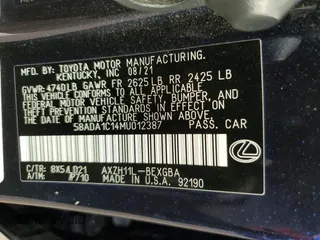 MFD. BY: TOYOTA MOTOR MANUFACTURING,
KENTUCKY, INC 08/21
GVWR:4740LB GAWR FR 2625 LB RR 2425 LB
THIS VEHICLE CONFORMS TO ALL APPLICABLE
FEDERAL MOTOR VEHICLE SAFETY, BUMPER, AND
THEFT PREVENTION STANDARDS IN EFFECT ON
THE DATE OF MANUFACTURE SHOWN ABOVE.
58ADA1C14MU012387 PASS. CAR
C/TR: 8X5/LD21 AXZH11L-BEXGBA
A/TM: /P710 MADE IN U.S.A. 92190